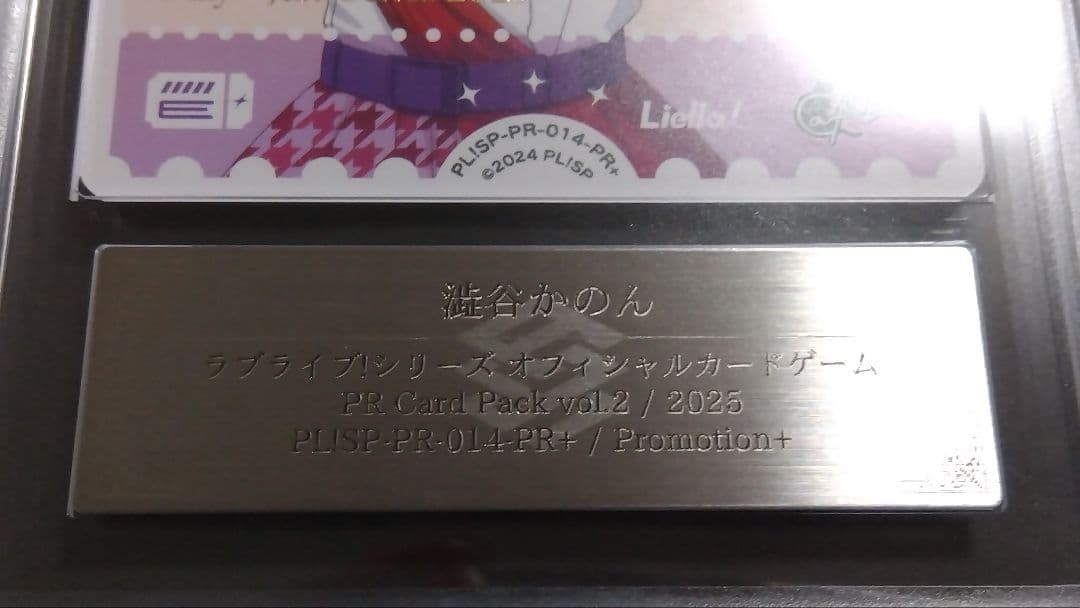 Liella!
PL!SP-PR-014-PR+
©2024 PL!SP
澁谷かのん
ラブライブ!シリーズ オフィシャルカードゲーム
PR Card Pack vol.2 / 2025
PL!SP-PR-014-PR+ / Promotion+